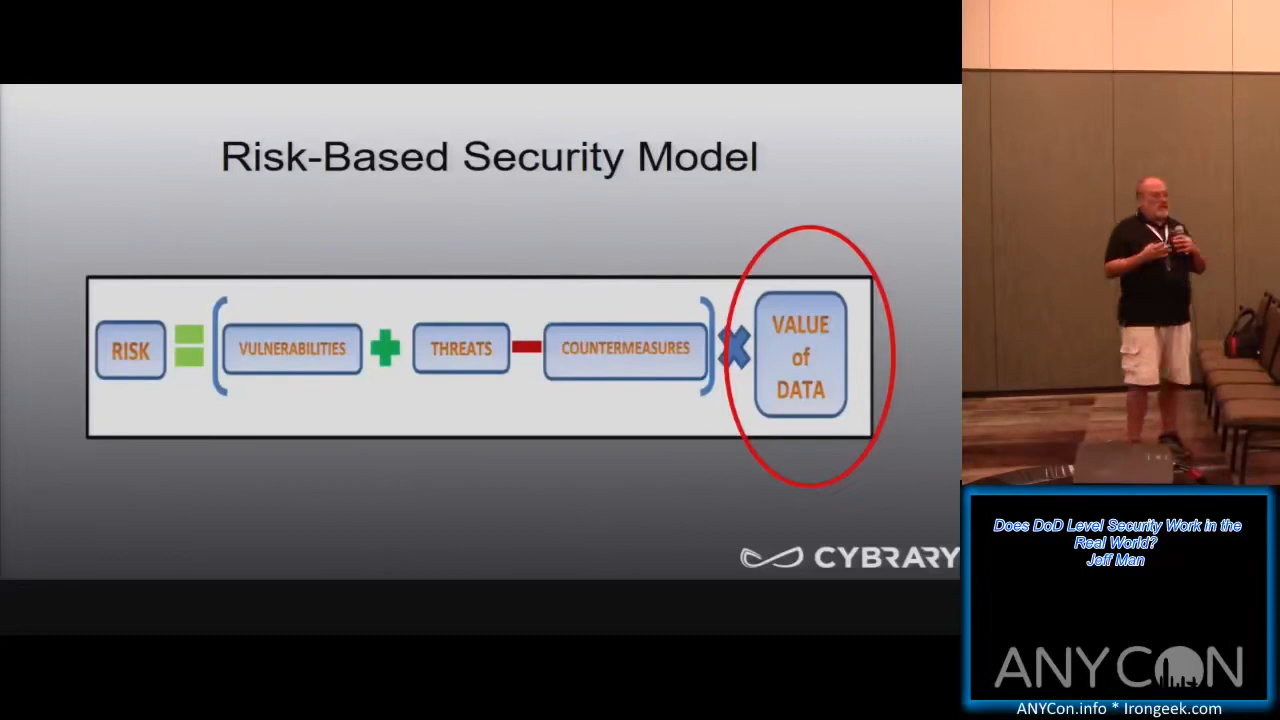 Risk-Based Security Model
RISK
VULNERABILITIES
THREATS
COUNTERMEASURES
VALUE
of
DATA
CYBRARY
Does DoD Level Security Work in the
Real World?
Jeff Man
ANYCON
ANYCon.info * Irongeek.com